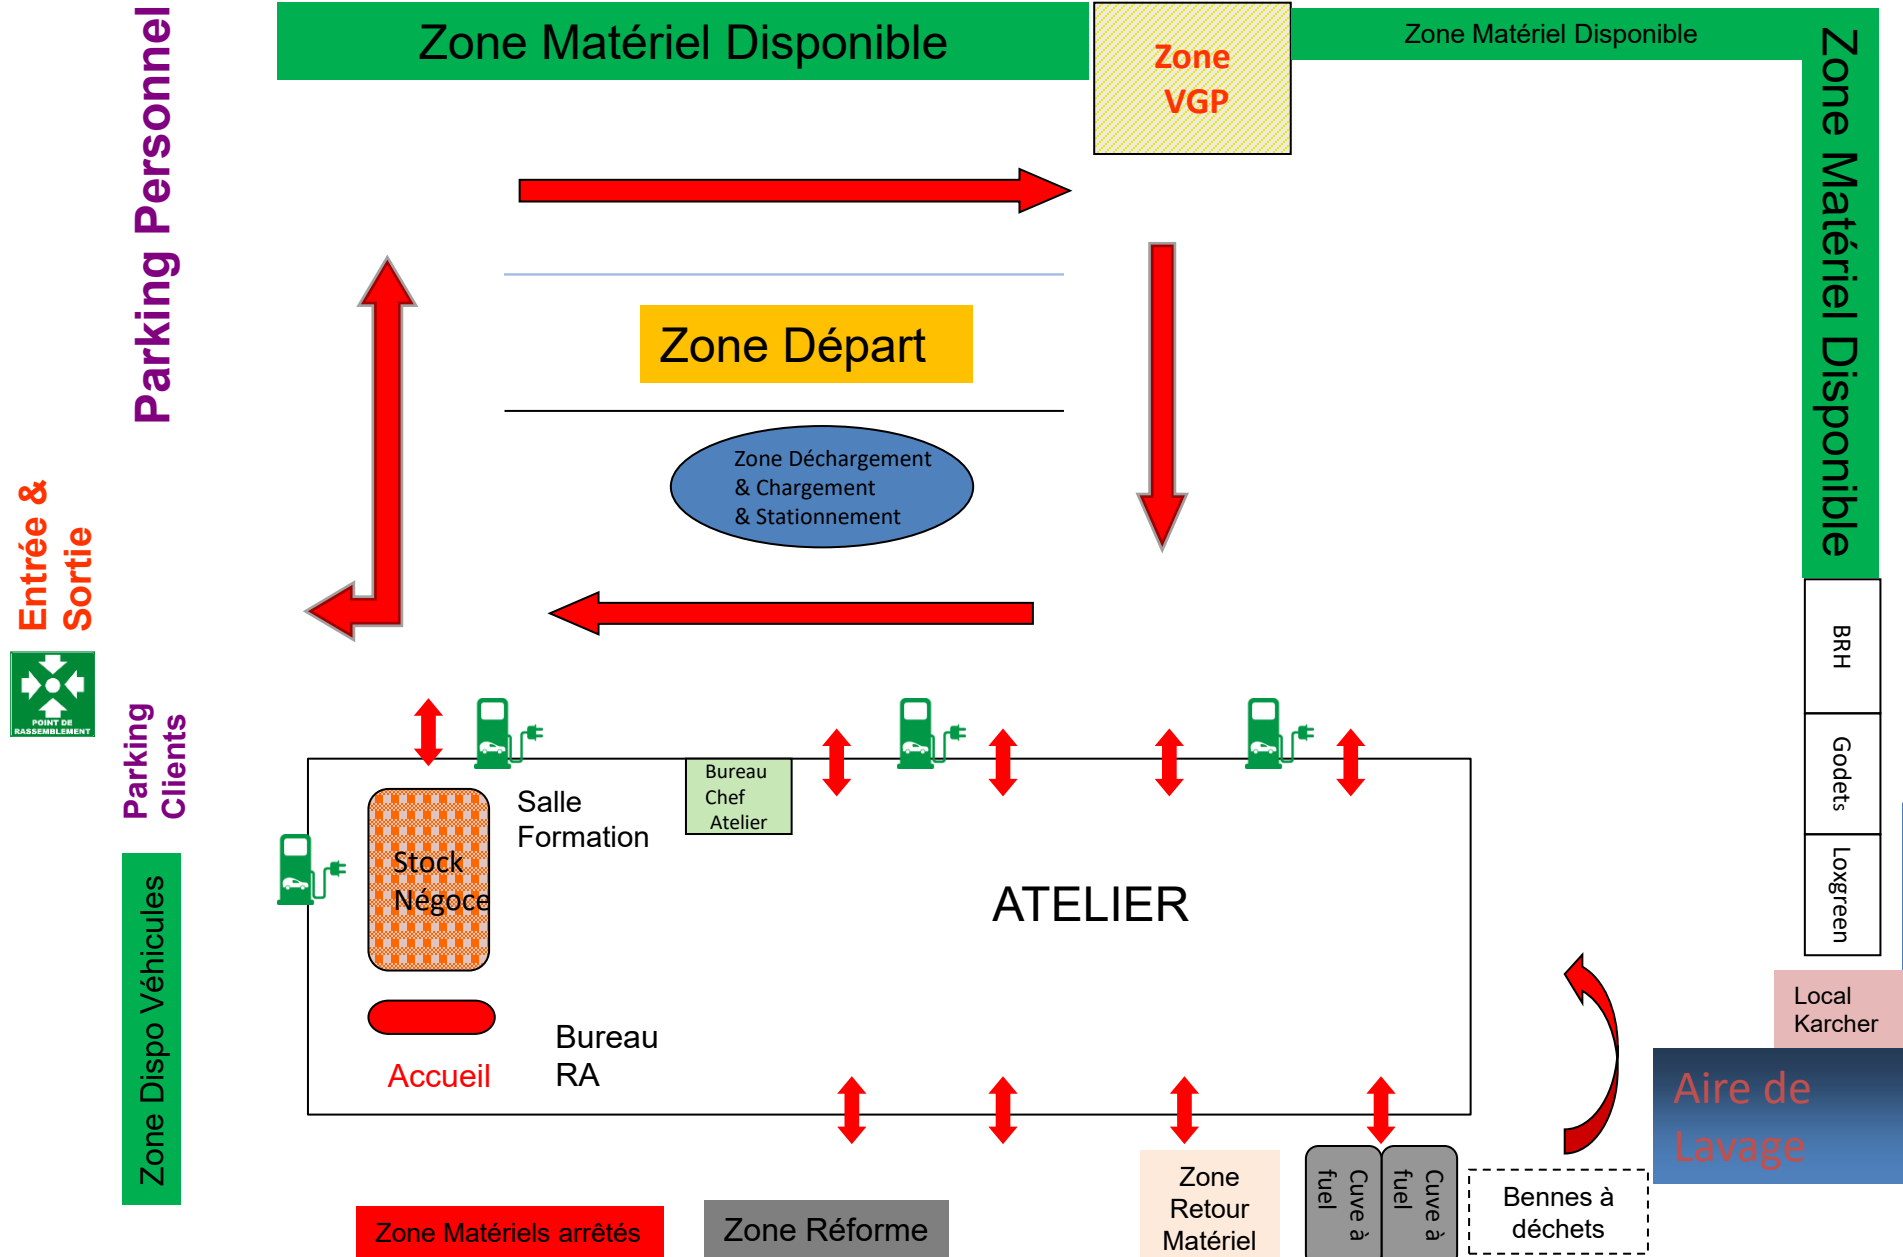 Zone Matériel Disponible
Zone
VGP
Zone Matériel Disponible
Zone Matériel Disponible
Parking Personnel
Zone Départ
Zone Déchargement
& Chargement
& Stationnement
Entrée &
Sortie
POINT DE
RASSEMBLEMENT
Parking
Clients
BRH
Godets
Loxgreen
Bureau
Chef
Atelier
Salle
Formation
Stock
Négoce
ATELIER
Zone Dispo Véhicules
Accueil
Bureau
RA
Local
Karcher
Aire de
Lavage
Zone Matériels arrêtés
Zone Réforme
Zone
Retour
Matériel
Cuve à
fuel
Cuve à
fuel
Bennes à
déchets